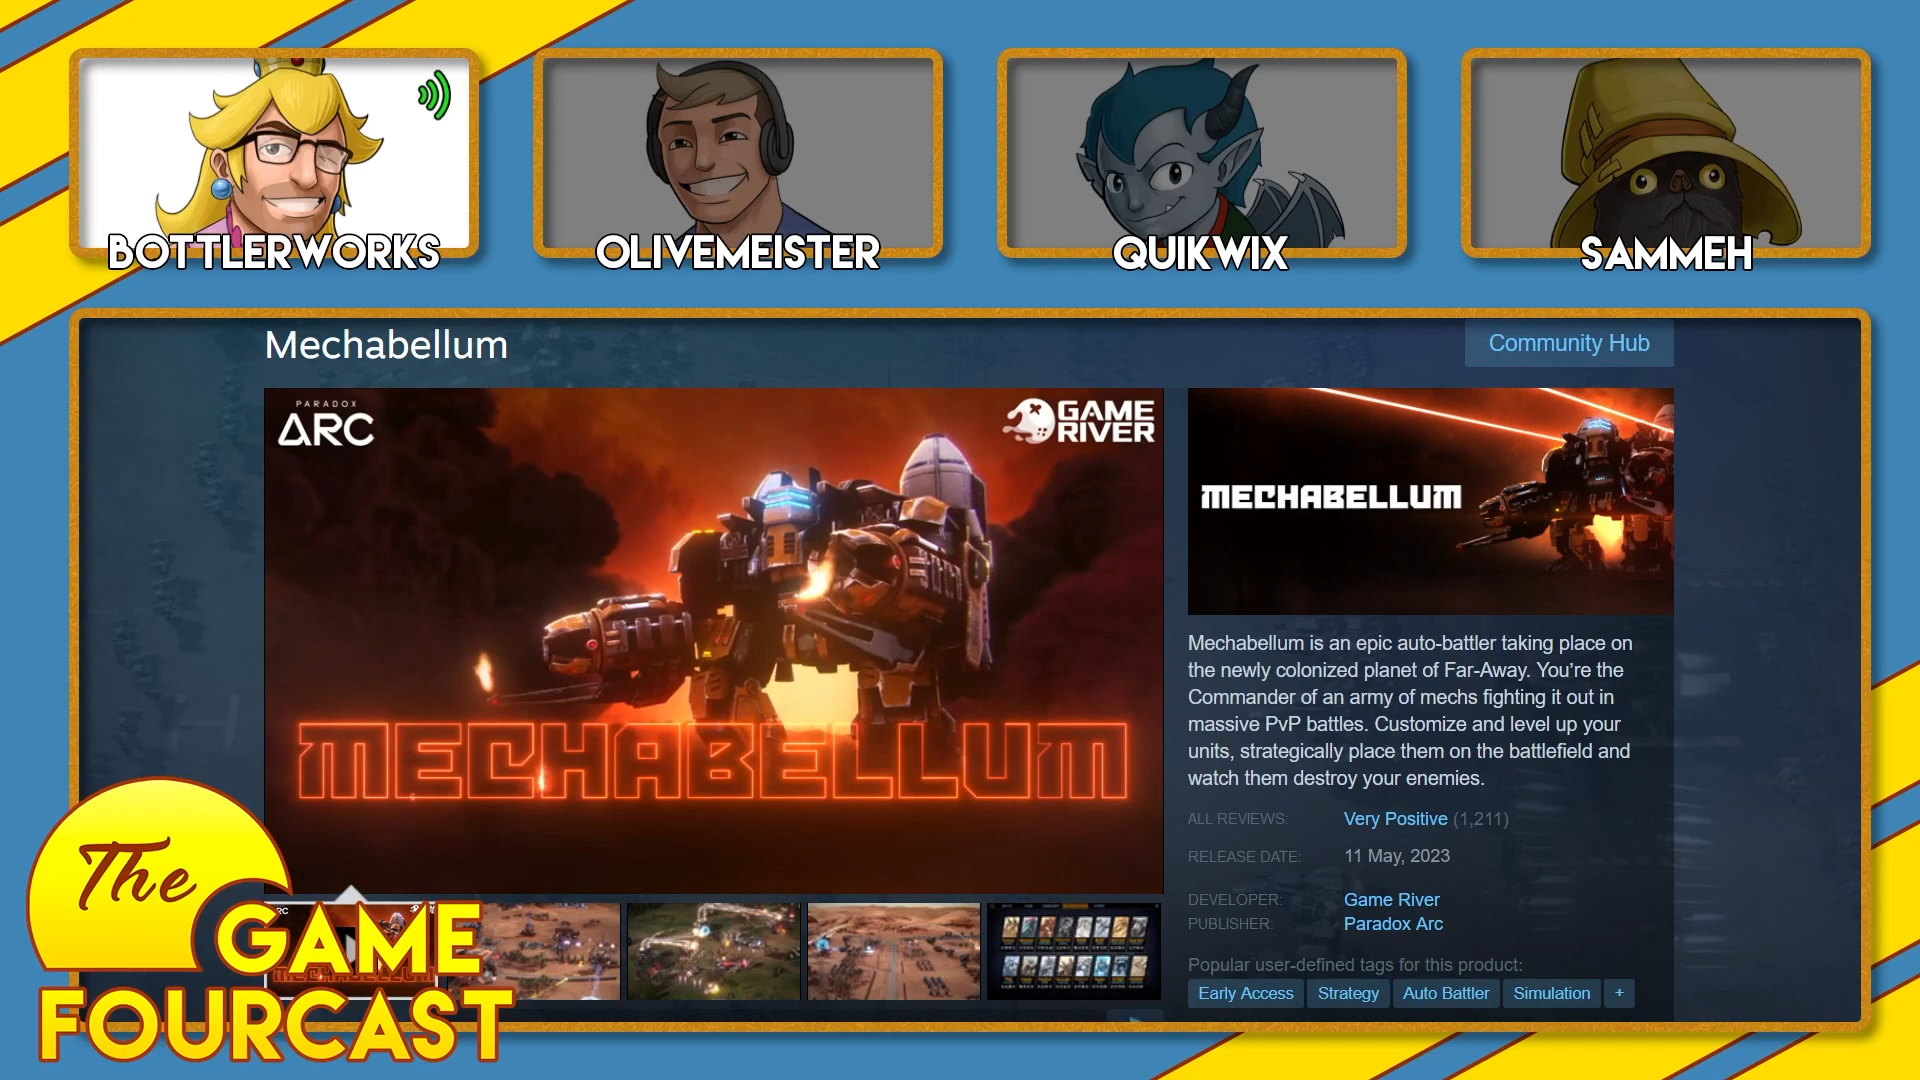 BOTTLERWORKS
OLIVEMEISTER
QUIKWIX
SAMMEH
Mechabellum
Community Hub
PARADOX
ARC
GAME
RIVER
MECHABELLUM
MECHABELLUM
Mechabellum is an epic auto-battler taking place on
the newly colonized planet of Far-Away. You’re the
Commander of an army of mechs fighting it out in
massive PvP battles. Customize and level up your
units, strategically place them on the battlefield and
watch them destroy your enemies.
ALL REVIEWS: Very Positive (1,211)
RELEASE DATE: 11 May, 2023
DEVELOPER: Game River
PUBLISHER: Paradox Arc
Popular user-defined tags for this product:
Early Access Strategy Auto Battler Simulation +
The
GAME
FOURCAST